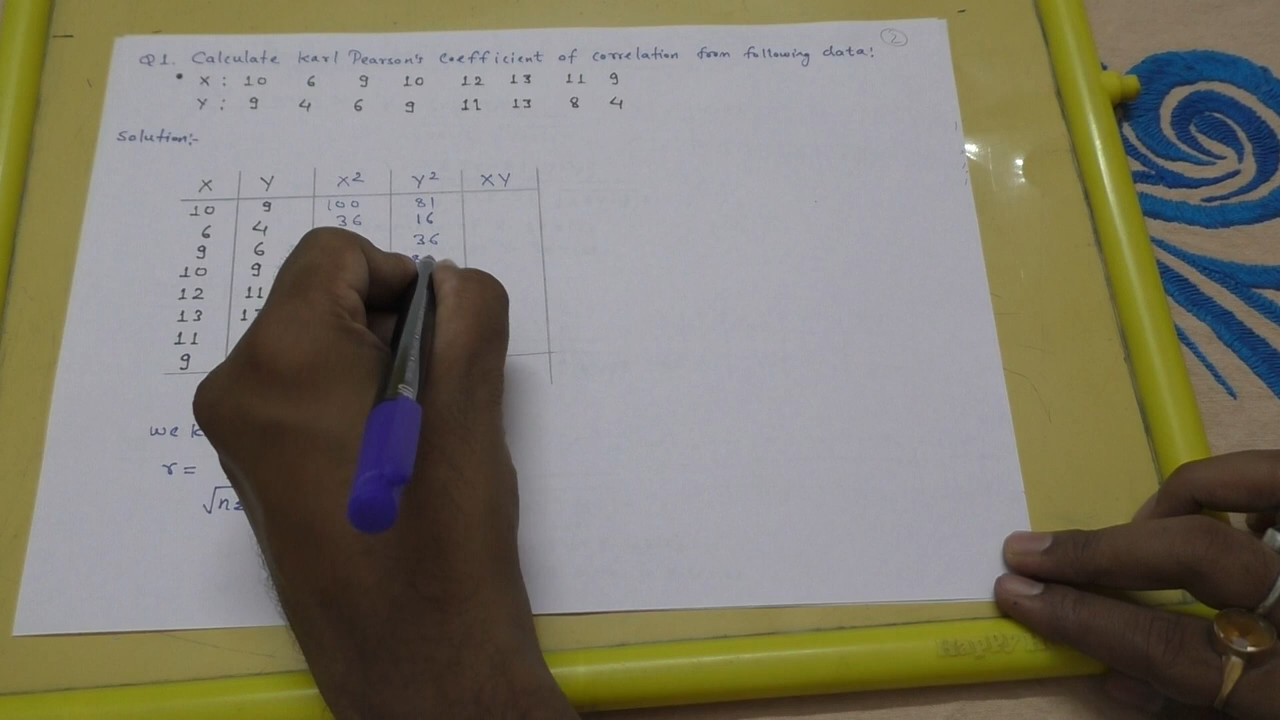 2
Q1. Calculate Karl Pearson's Coefficient of correlation from following data:
X : 10 6 9 10 12 13 11 9
Y : 9 4 6 9 11 13 8 4
Solution:-
X Y X² Y² XY
10 9 100 81
6 4 36 16
9 6 36
10 9
12 11
13
11
9
we
r =